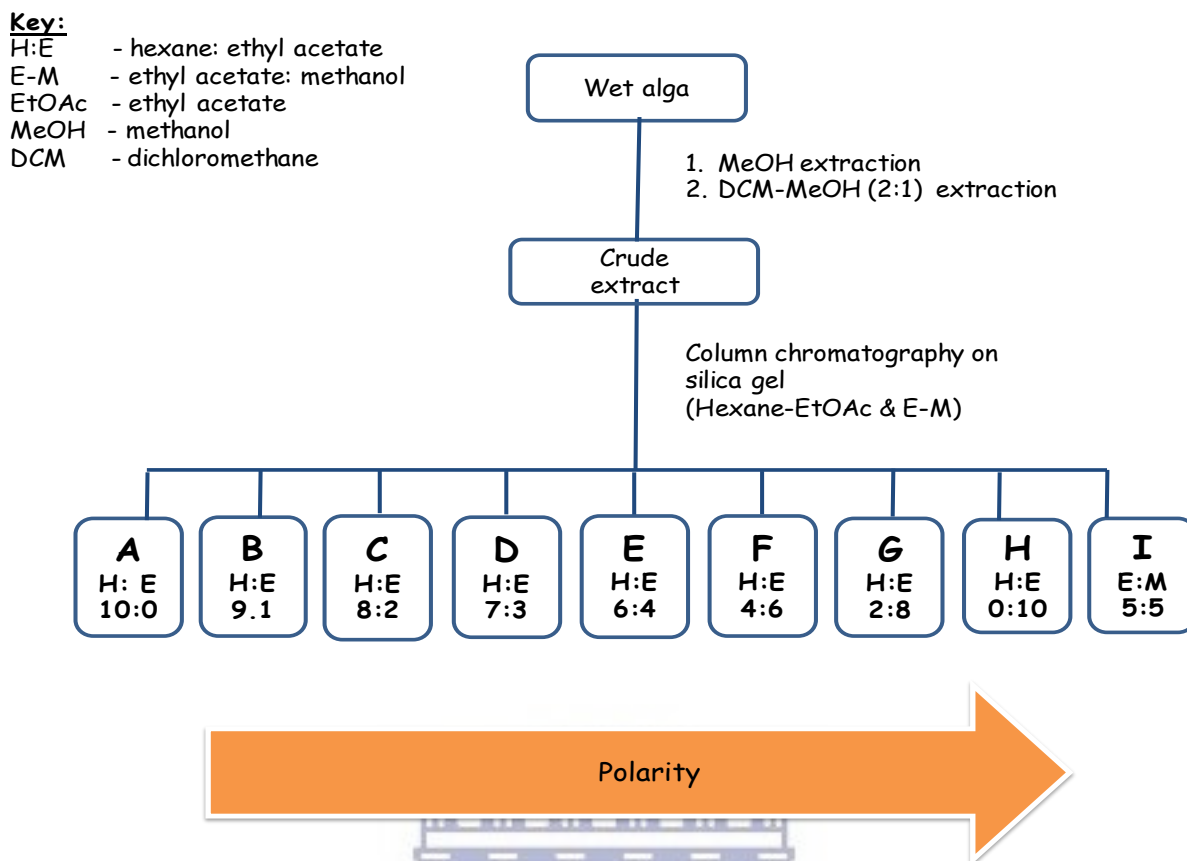 Key:
H:E - hexane: ethyl acetate
E-M - ethyl acetate: methanol
EtOAc - ethyl acetate
MeOH - methanol
DCM - dichloromethane
Wet alga
1. MeOH extraction
2. DCM-MeOH (2:1) extraction
Crude
extract
Column chromatography on
silica gel
(Hexane-EtOAc & E-M)
A
H: E
10:0
B
H:E
9.1
C
H:E
8:2
D
H:E
7:3
E
H:E
6:4
F
H:E
4:6
G
H:E
2:8
H
H:E
0:10
I
E:M
5:5
Polarity